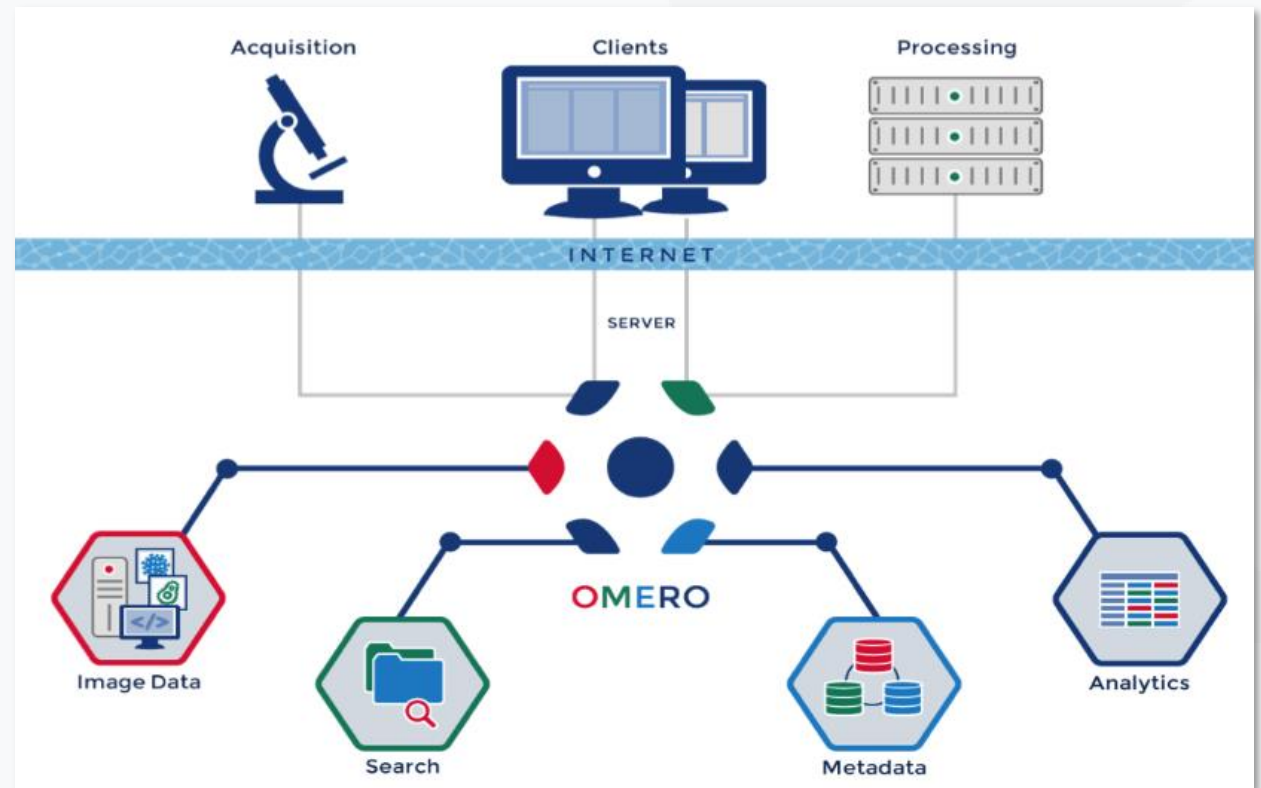 Acquisition
Clients
Processing
INTERNET
SERVER
OMERO
</>
Image Data
Search
Metadata
Analytics